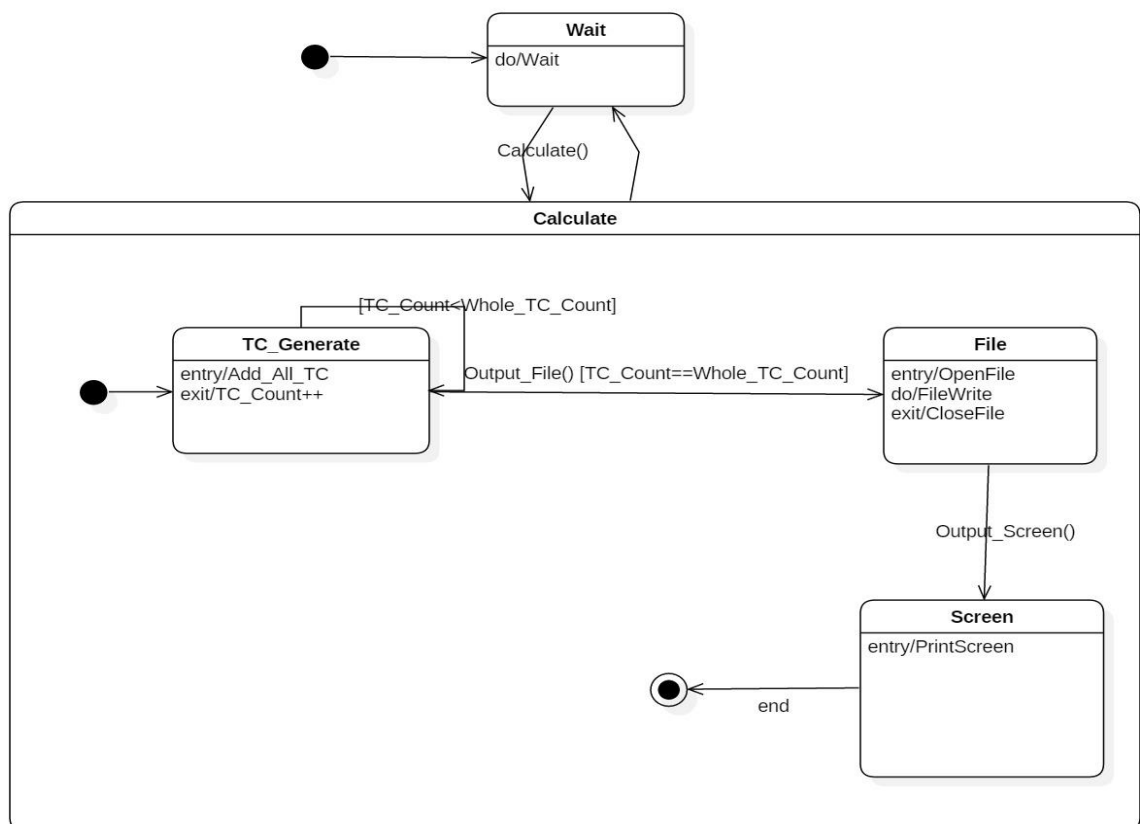 Wait
do/Wait
Calculate()
Calculate
[TC_Count<Whole_TC_Count]
TC_Generate
entry/Add_All_TC
exit/TC_Count++
Output_File() [TC_Count==Whole_TC_Count]
File
entry/OpenFile
do/FileWrite
exit/CloseFile
Output_Screen()
Screen
entry/PrintScreen
end